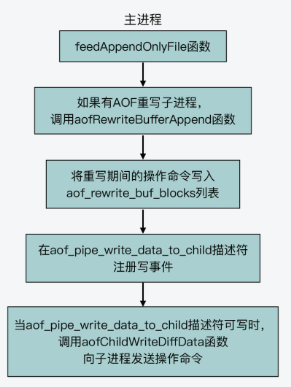 主进程
feedAppendOnlyFile函数
如果有AOF重写子进程，
调用aofRewriteBufferAppend函数
将重写期间的操作命令写入
aof_rewrite_buf_blocks列表
在aof_pipe_write_data_to_child描述符
注册写事件
当aof_pipe_write_data_to_child描述符可写时，
调用aofChildWriteDiffData函数
向子进程发送操作命令